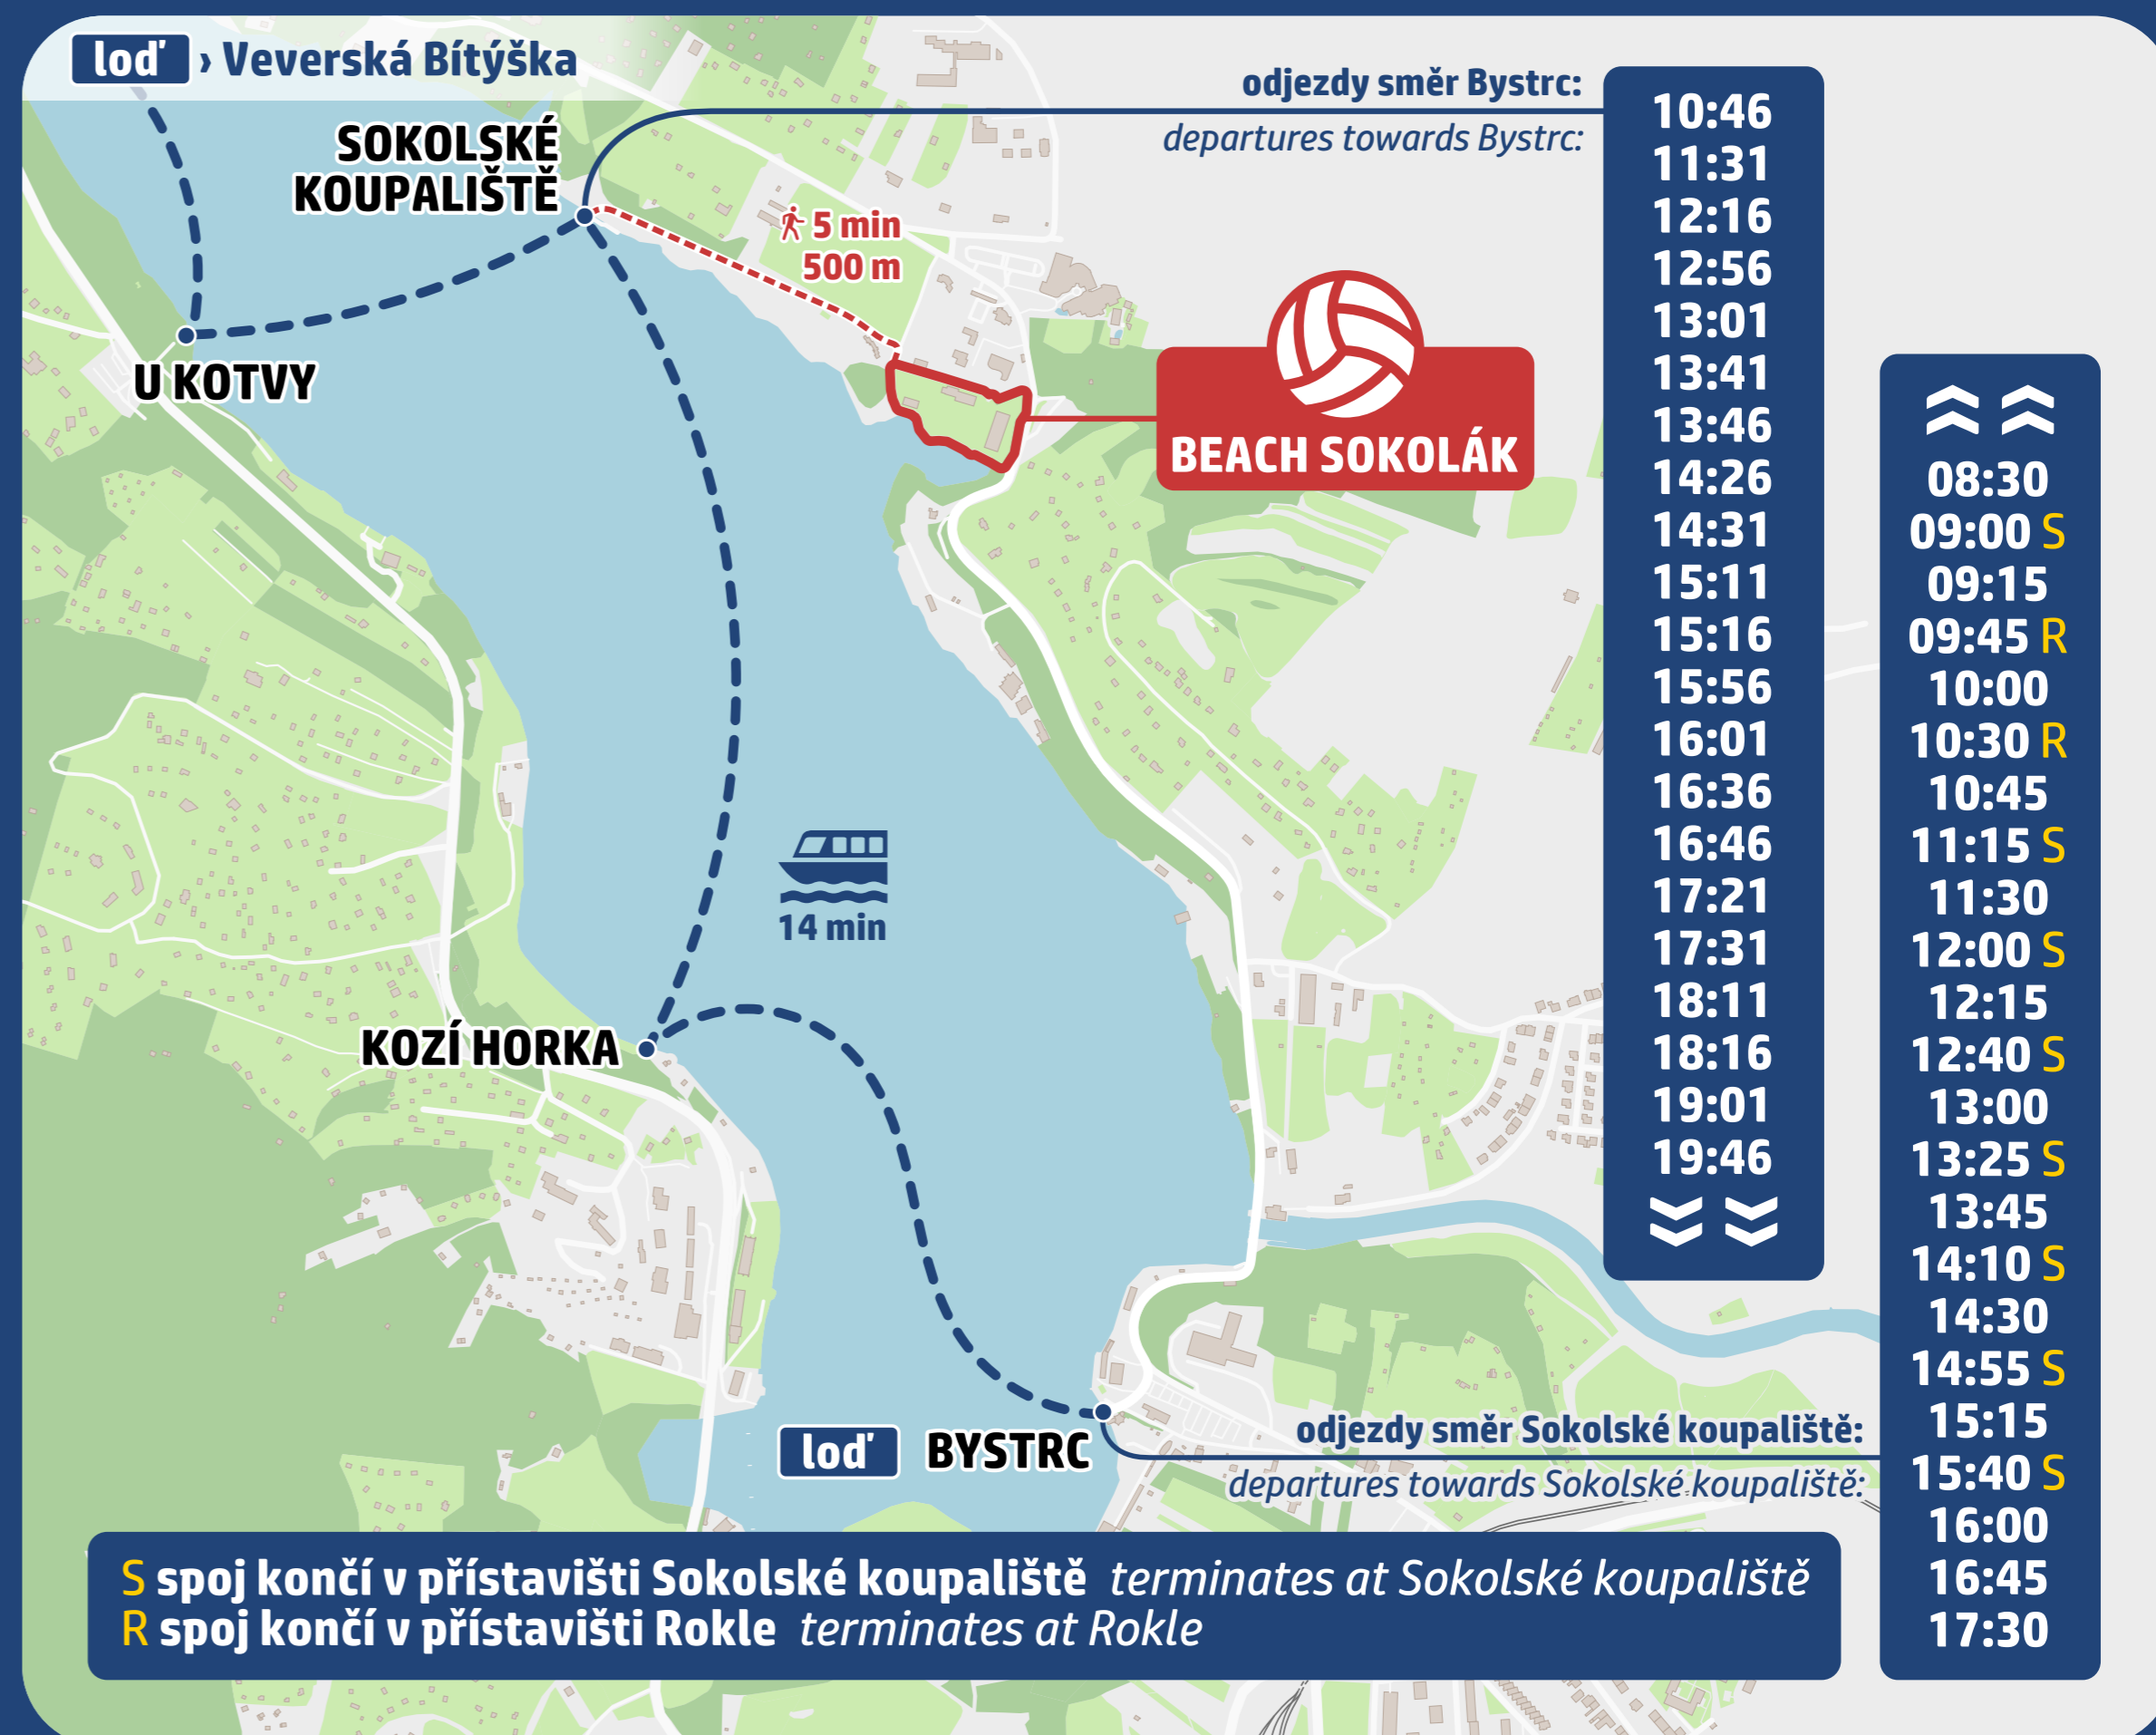 loď › Veverská Bítýška
SOKOLSKÉ
KOUPALIŠTĚ
U KOTVY
5 min
500 m
BEACH SOKOLÁK
14 min
KOZÍ HORKA
loď BYSTRC
odjezdy směr Bystrc:
departures towards Bystrc:
10:46
11:31
12:16
12:56
13:01
13:41
13:46
14:26
14:31
15:11
15:16
15:56
16:01
16:36
16:46
17:21
17:31
18:11
18:16
19:01
19:46
odjezdy směr Sokolské koupaliště:
departures towards Sokolské koupaliště:
08:30
09:00 S
09:15
09:45 R
10:00
10:30 R
10:45
11:15 S
11:30
12:00 S
12:15
12:40 S
13:00
13:25 S
13:45
14:10 S
14:30
14:55 S
15:15
15:40 S
16:00
16:45
17:30
S spoj končí v přístavišti Sokolské koupaliště terminates at Sokolské koupaliště
R spoj končí v přístavišti Rokle terminates at Rokle